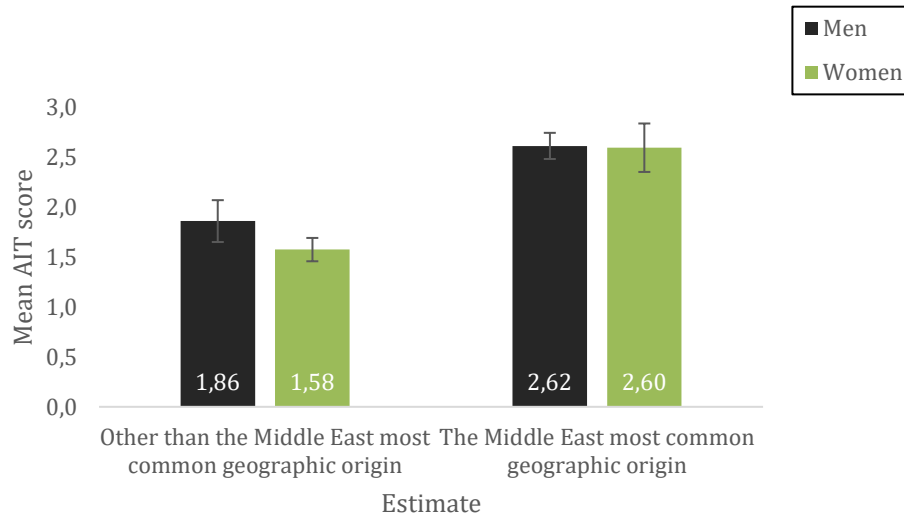 Men
Women
3,0
2,5
2,0
1,5
1,0
0,5
0,0
Mean AIT score
1,86
1,58
2,62
2,60
Other than the Middle East most
common geographic origin
The Middle East most common
geographic origin
Estimate